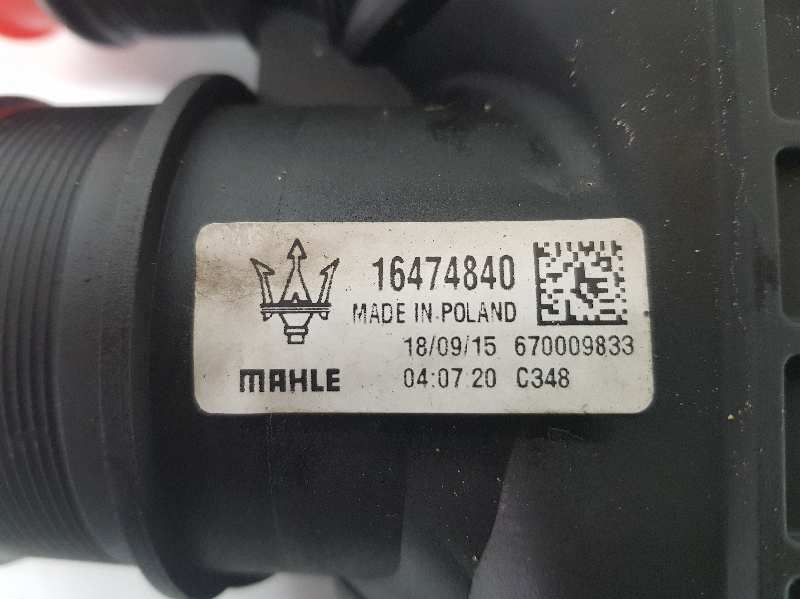 16474840
MADE IN POLAND
18/09/15 670009833
MAHLE 04:07:20 C348